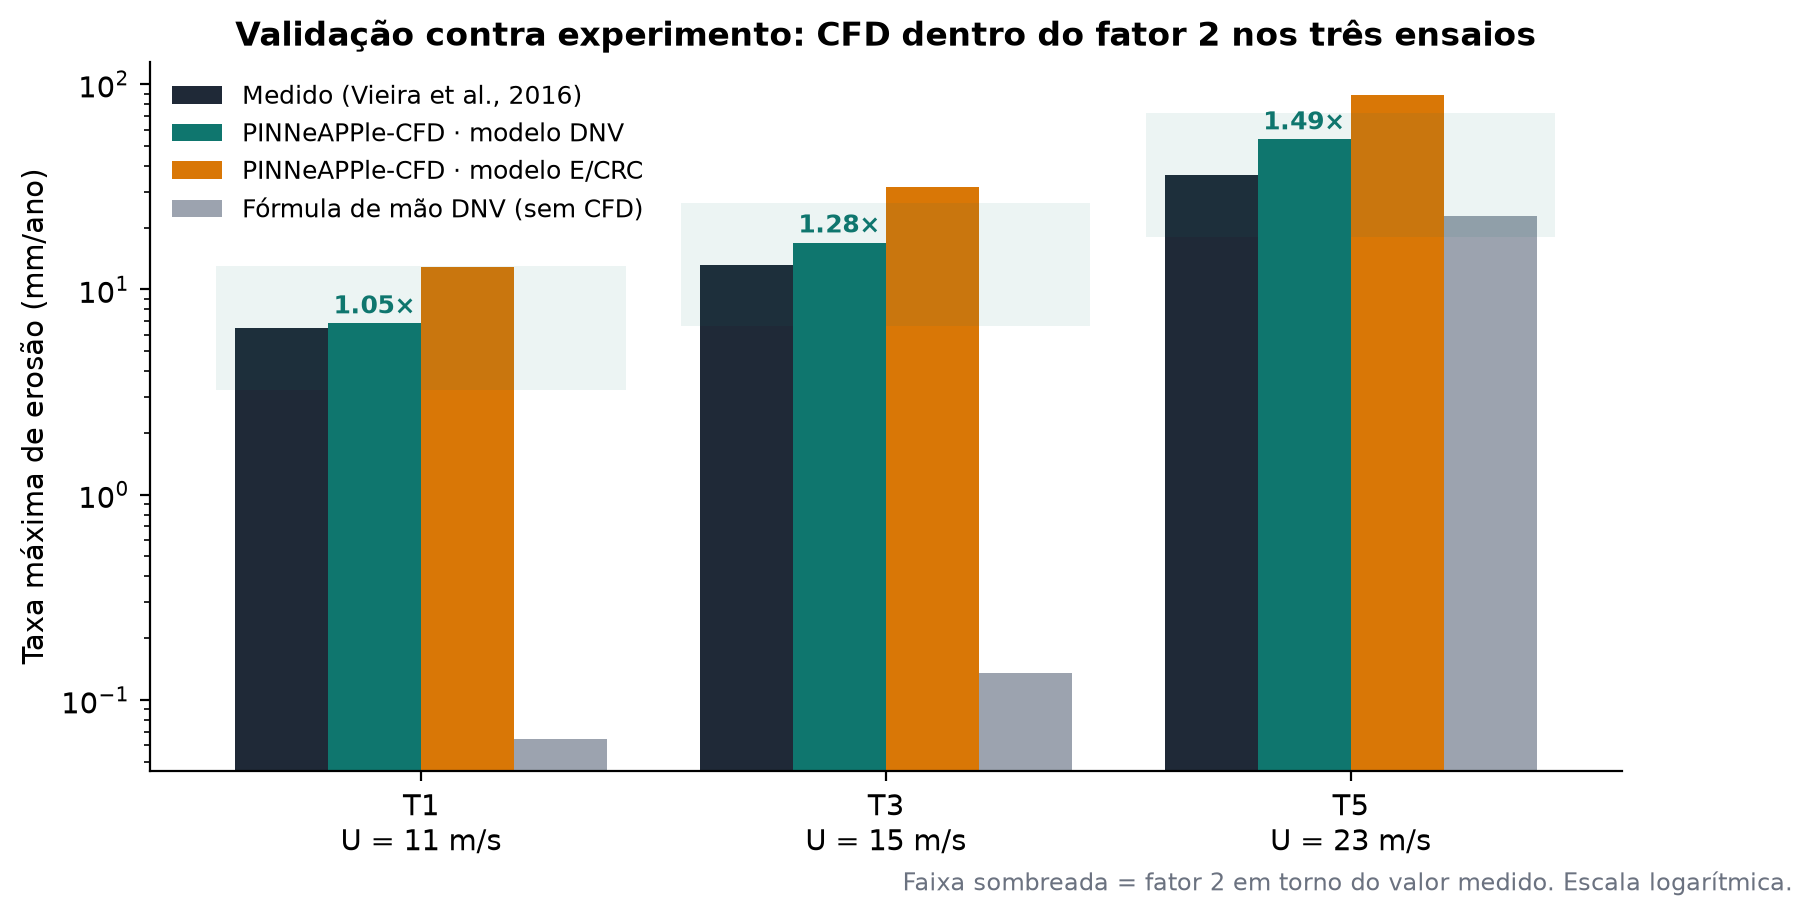 Validação contra experimento: CFD dentro do fator 2 nos três ensaios
Taxa máxima de erosão (mm/ano)
10²
10¹
10⁰
10⁻¹
Medido (Vieira et al., 2016)
PINNeAPPle-CFD · modelo DNV
PINNeAPPle-CFD · modelo E/CRC
Fórmula de mão DNV (sem CFD)
1.05×
1.28×
1.49×
T1
U = 11 m/s
T3
U = 15 m/s
T5
U = 23 m/s
Faixa sombreada = fator 2 em torno do valor medido. Escala logarítmica.